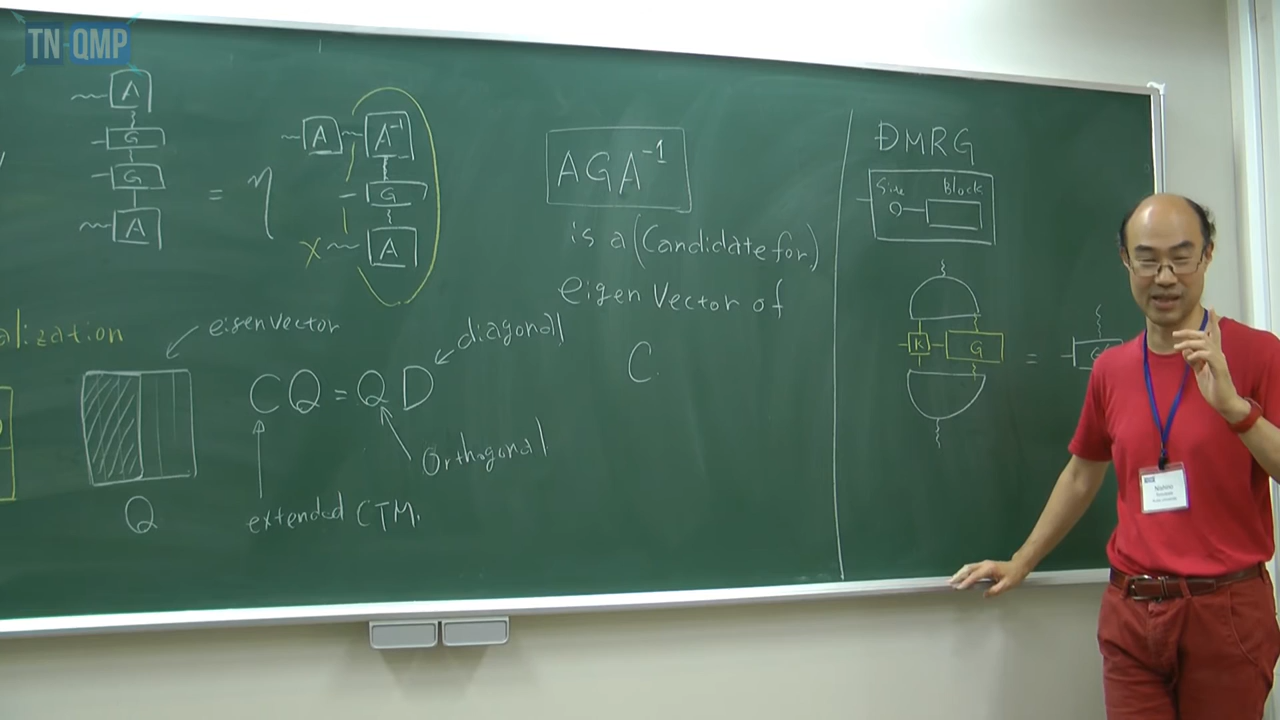 TN-QMP
A
G
G
A
= η
A A⁻¹
G
X A
AGA⁻¹
is a (Candidate for)
eigen Vector of
C.
alization
eigenvector
Q
CQ = QD
diagonal
Orthogonal
extended CTM.
DMRG
Site Block
K G =
Nishino